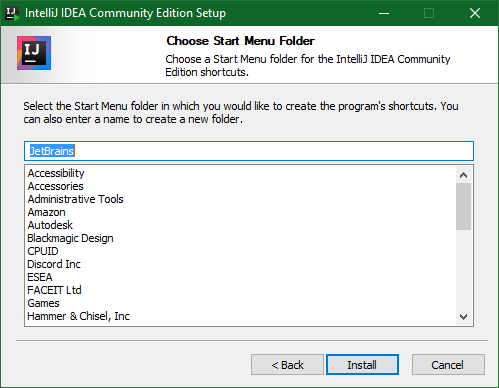 IntelliJ IDEA Community Edition Setup
IJ
Choose Start Menu Folder
Choose a Start Menu folder for the IntelliJ IDEA Community
Edition shortcuts.
Select the Start Menu folder in which you would like to create the program's shortcuts. You
can also enter a name to create a new folder.
JetBrains
Accessibility
Accessories
Administrative Tools
Amazon
Autodesk
Blackmagic Design
CPUID
Discord Inc
ESEA
FACEIT Ltd
Games
Hammer & Chisel, Inc
< Back Install Cancel